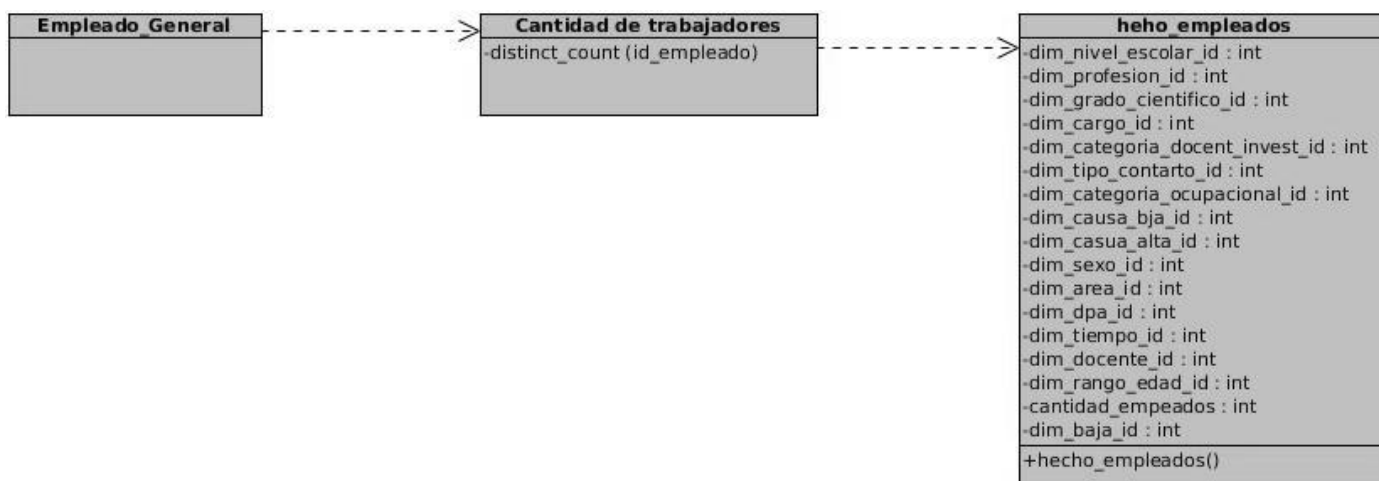 Empleado_General
Cantidad de trabajadores
-distinct_count (id_empleado)
heho_empleados
-dim_nivel_escolar_id : int
-dim_profesion_id : int
-dim_grado_cientifico_id : int
-dim_cargo_id : int
-dim_categoria_docent_invest_id : int
-dim_tipo_contarto_id : int
-dim_categoria_ocupacional_id : int
-dim_causa_bja_id : int
-dim_casua_alta_id : int
-dim_sexo_id : int
-dim_area_id : int
-dim_dpa_id : int
-dim_tiempo_id : int
-dim_docente_id : int
-dim_rango_edad_id : int
-cantidad_empeados : int
-dim_baja_id : int
+hecho_empleados()